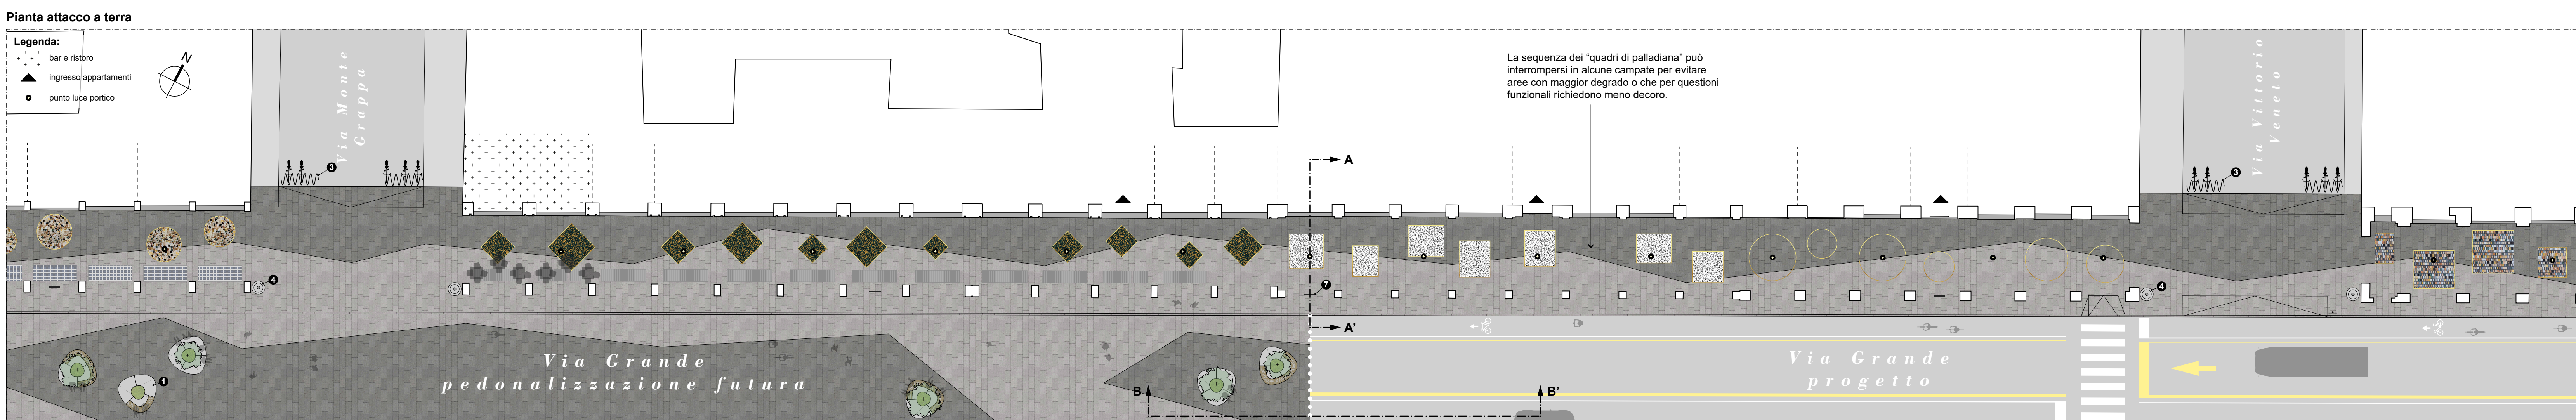 Pianta attacco a terra
Legenda:
bar e ristoro
ingresso appartamenti
punto luce portico
N
Via Monte
Grappa
3
La sequenza dei “quadri di palladiana” può
interrompersi in alcune campate per evitare
aree con maggior degrado o che per questioni
funzionali richiedono meno decoro.
A
Via Vittorio
Veneto
3
4
7
4
A’
1
Via Grande
pedonalizzazione futura
B
B’
Via Grande
progetto